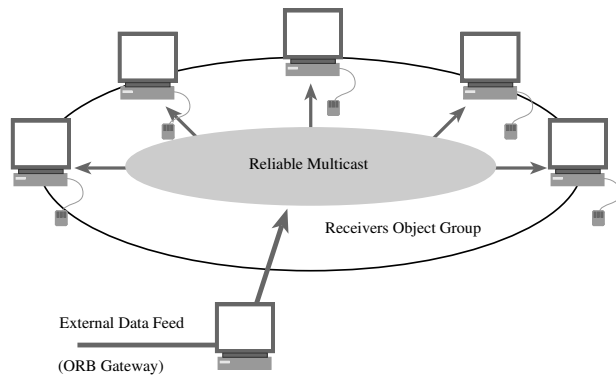 Reliable Multicast
Receivers Object Group
External Data Feed
(ORB Gateway)